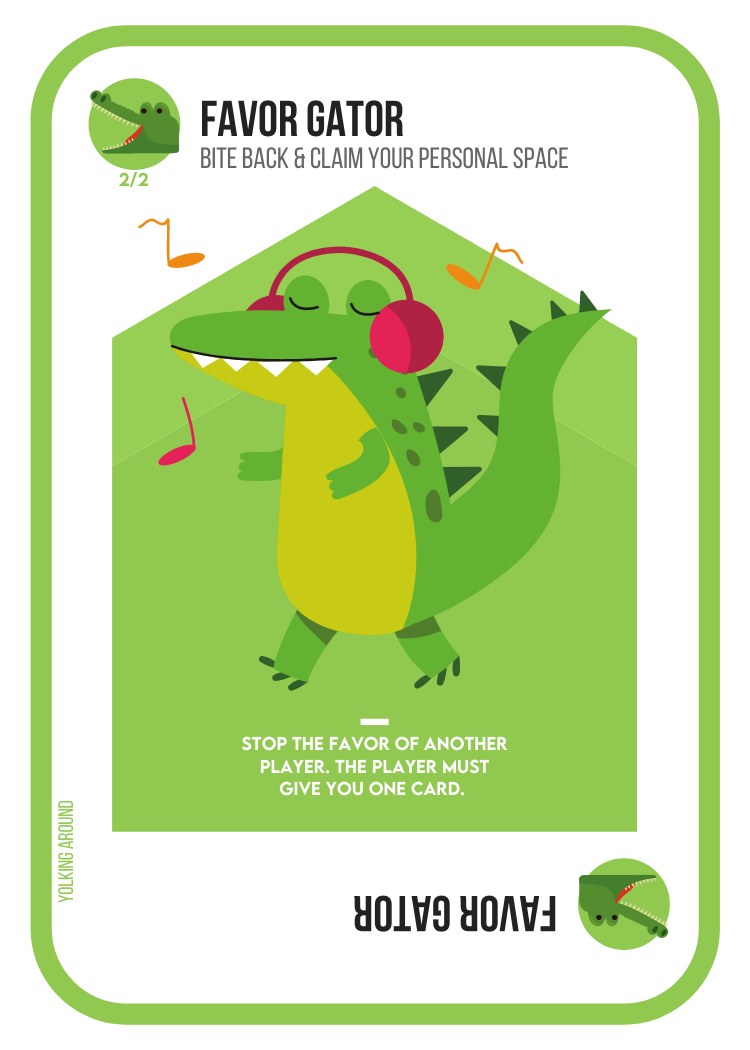 FAVOR GATOR
BITE BACK & CLAIM YOUR PERSONAL SPACE
2/2
STOP THE FAVOR OF ANOTHER
PLAYER. THE PLAYER MUST
GIVE YOU ONE CARD.
YOLKING AROUND
FAVOR GATOR